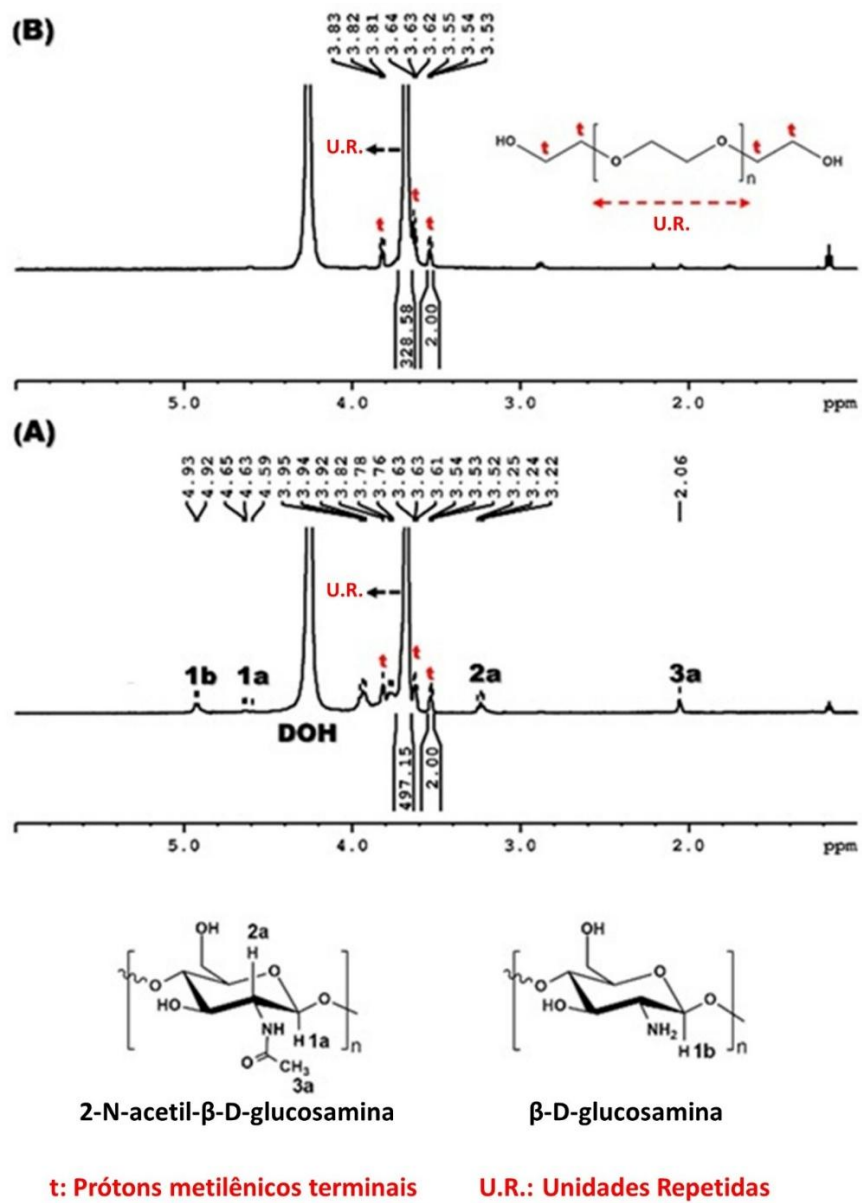 (B)
3.83
3.82
3.81
3.64
3.63
3.62
3.55
3.54
3.53
U.R.
t
t
t
HO
t
t
O
O
n
t
t
OH
U.R.
328.58
2.00
5.0 4.0 3.0 2.0 ppm
(A)
4.93
4.92
4.65
4.63
4.59
3.95
3.94
3.92
3.82
3.78
3.76
3.63
3.63
3.61
3.54
3.53
3.52
3.25
3.24
3.22
2.06
U.R.
t
t
t
1b
1a
DOH
2a
3a
497.15
2.00
5.0 4.0 3.0 2.0 ppm
OH
2a
H
O
O
HO
O
NH
H 1a
n
O
CH3
3a
2-N-acetil-β-D-glucosamina
OH
O
O
HO
O
NH2
H 1b
n
β-D-glucosamina
t: Prótons metilênicos terminais
U.R.: Unidades Repetidas